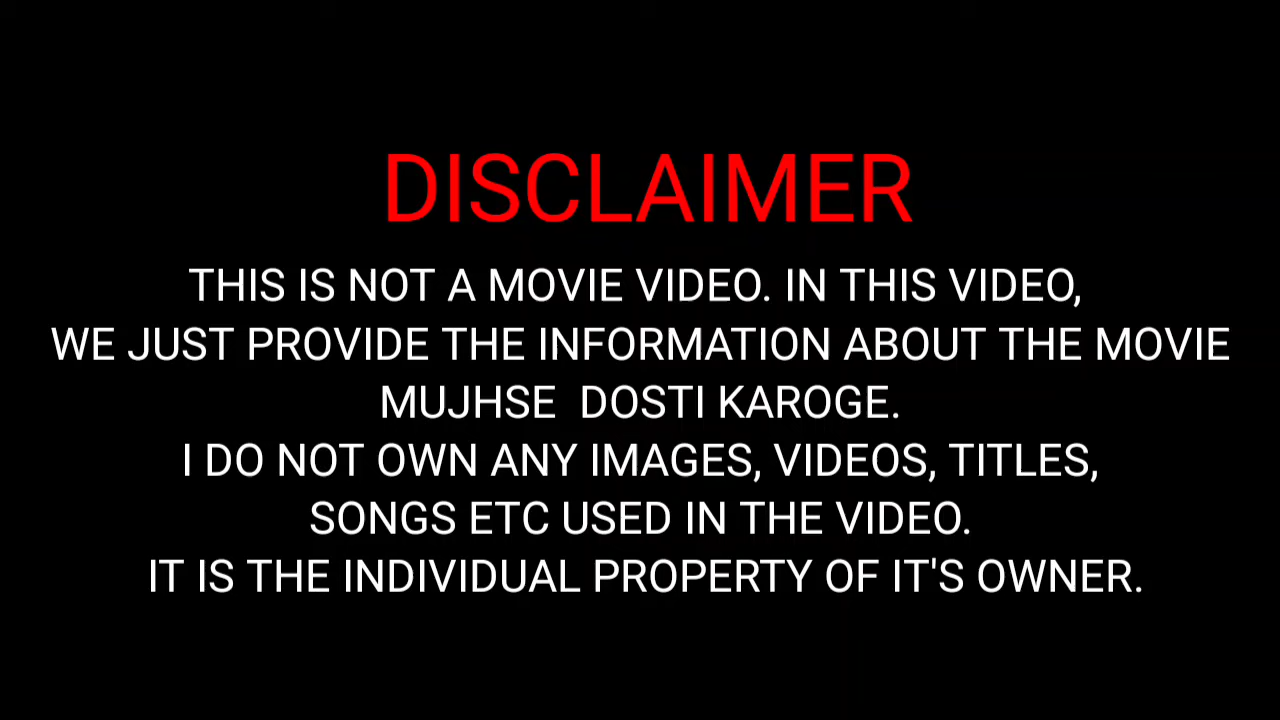 DISCLAIMER
THIS IS NOT A MOVIE VIDEO. IN THIS VIDEO,
WE JUST PROVIDE THE INFORMATION ABOUT THE MOVIE
MUJHSE  DOSTI KAROGE.
I DO NOT OWN ANY IMAGES, VIDEOS, TITLES,
SONGS ETC USED IN THE VIDEO.
IT IS THE INDIVIDUAL PROPERTY OF IT'S OWNER.